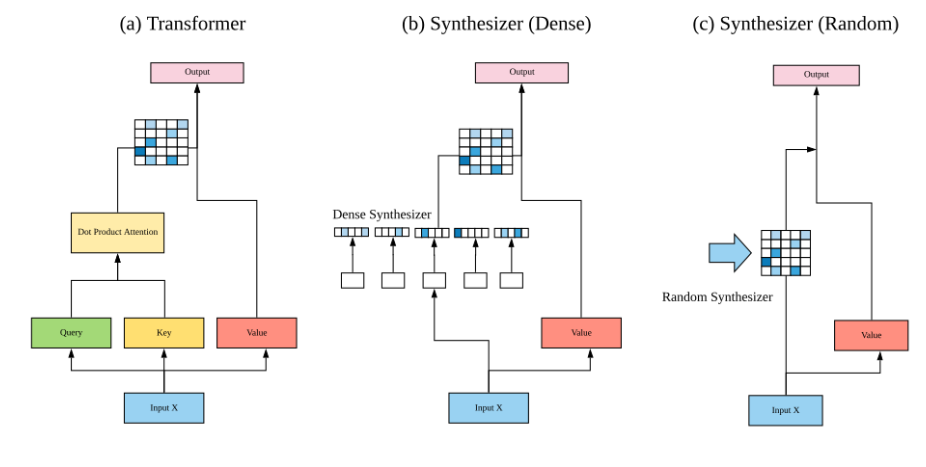 (a) Transformer
Output
Dot Product Attention
Query
Key
Value
Input X
(b) Synthesizer (Dense)
Output
Dense Synthesizer
Value
Input X
(c) Synthesizer (Random)
Output
Random Synthesizer
Value
Input X